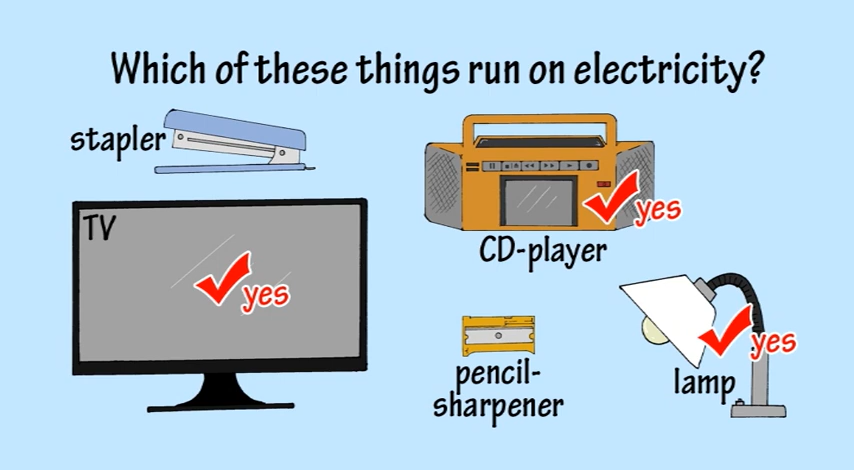 Which of these things run on electricity?
stapler
TV
yes
yes
CD-player
pencil-
sharpener
yes
lamp